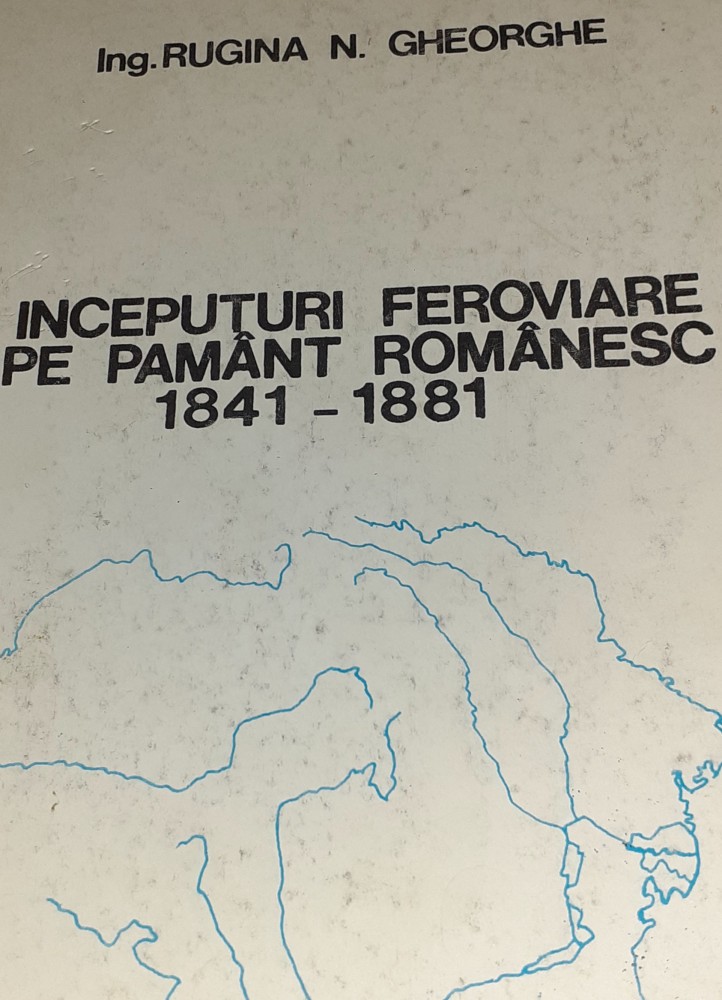 Ing. RUGINA N. GHEORGHE
INCEPUTURI FEROVIARE
PE PAMÂNT ROMÂNESC
1841 - 1881